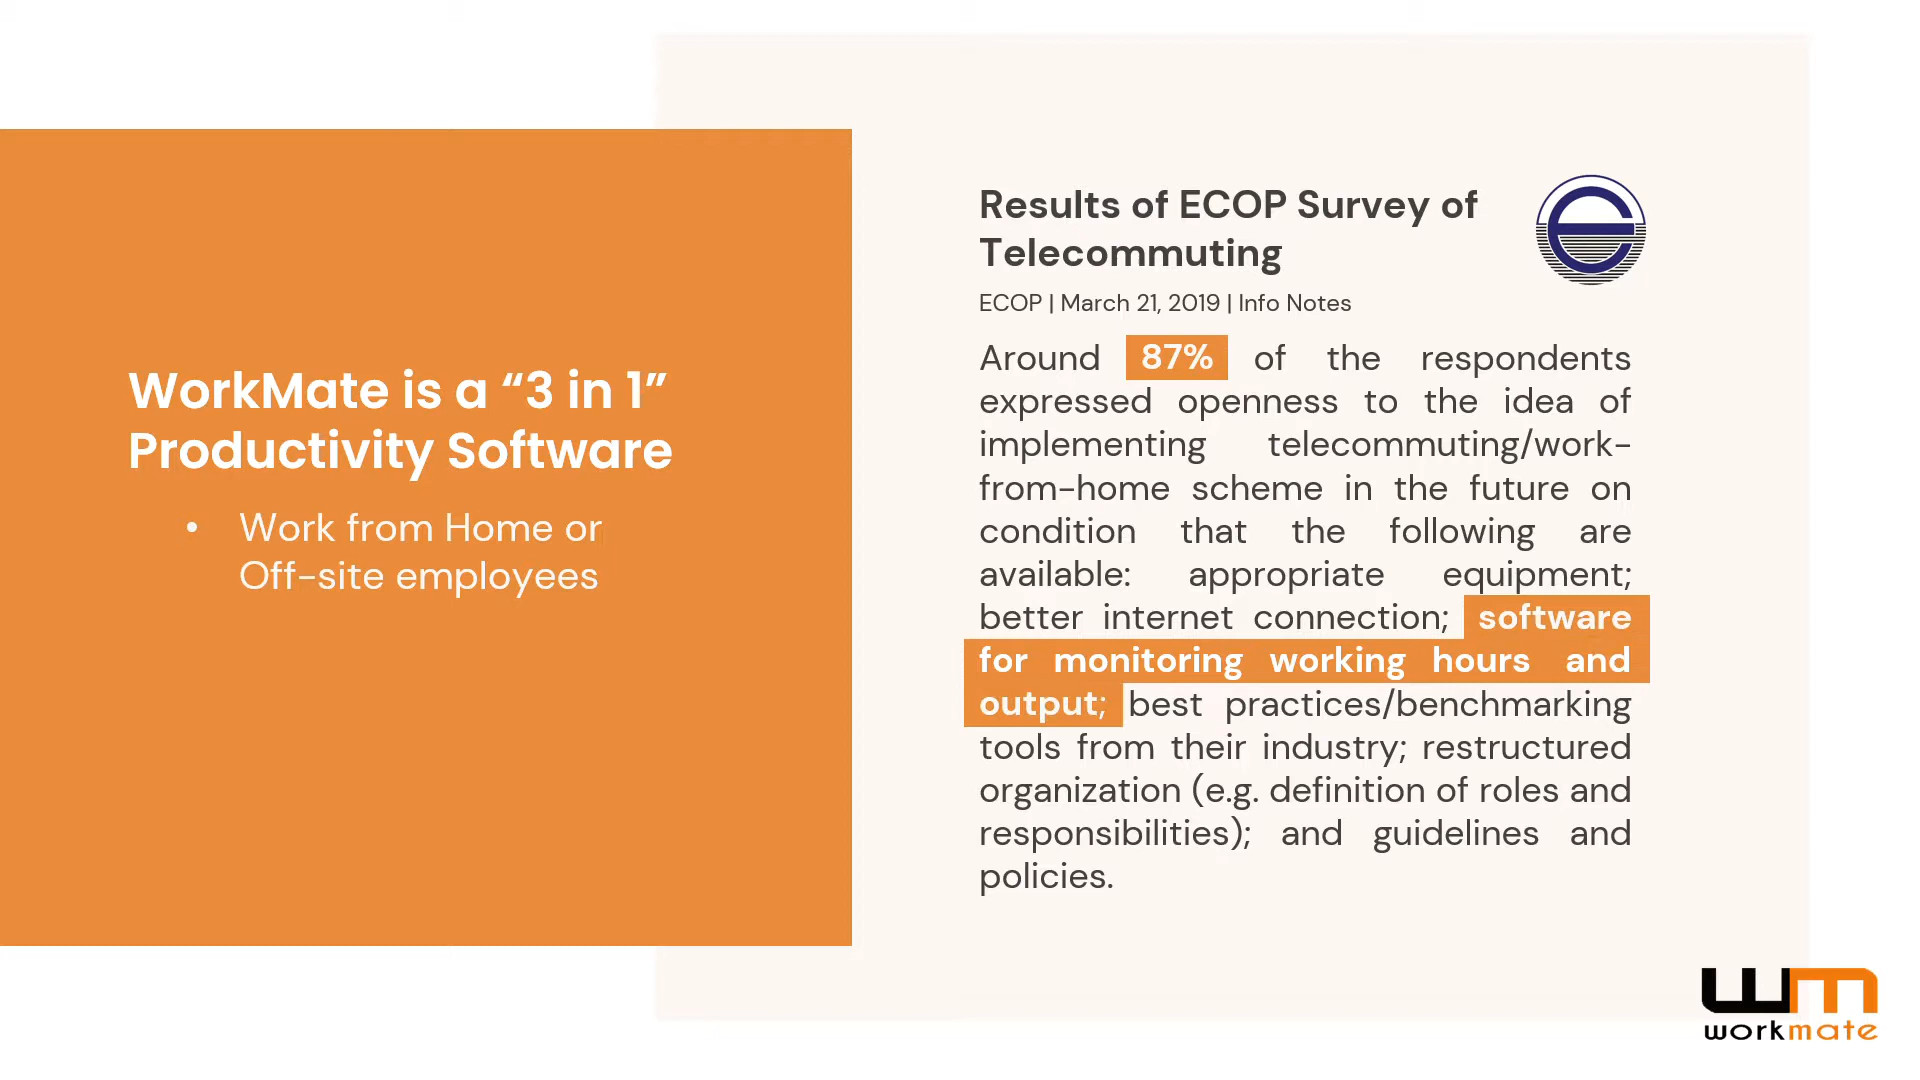 WorkMate is a “3 in 1”
Productivity Software
• Work from Home or
Off-site employees
Results of ECOP Survey of
Telecommuting
ECOP | March 21, 2019 | Info Notes
Around 87% of the respondents
expressed openness to the idea of
implementing telecommuting/work-
from-home scheme in the future on
condition that the following are
available: appropriate equipment;
better internet connection; software
for monitoring working hours and
output; best practices/benchmarking
tools from their industry; restructured
organization (e.g. definition of roles and
responsibilities); and guidelines and
policies.
wm
workmate